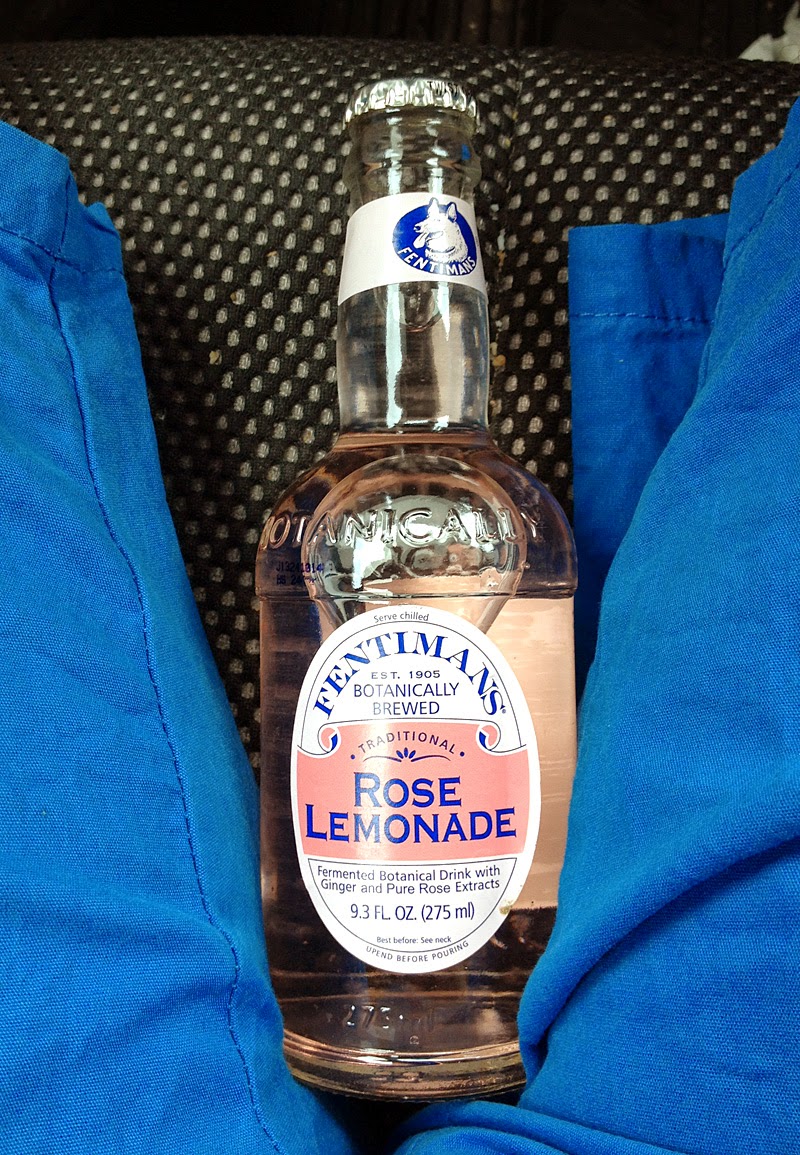 FENTIMANS
BOTANICALLY
Serve chilled
FENTIMANS®
EST. 1905
BOTANICALLY
BREWED
• TRADITIONAL •
ROSE
LEMONADE
Fermented Botanical Drink with
Ginger and Pure Rose Extracts
9.3 FL. OZ. (275 ml)
Best before: See neck
UPEND BEFORE POURING